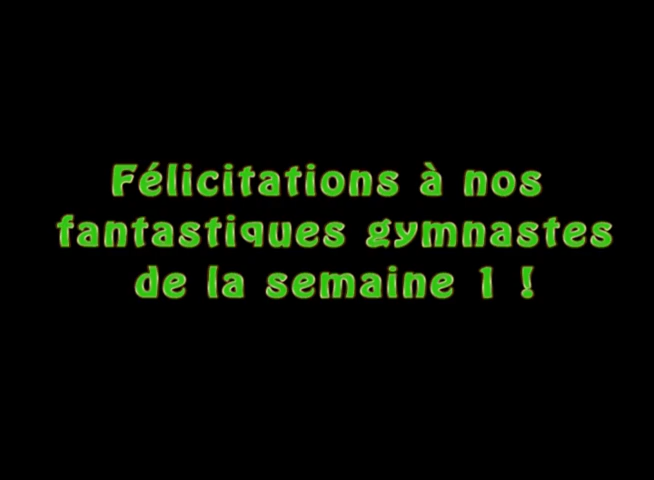 Félicitations à nos
fantastiques gymnastes
de la semaine 1 !